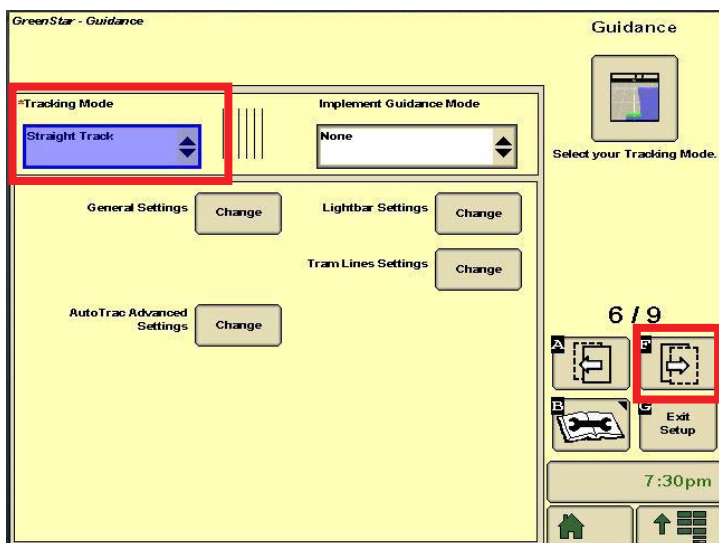 GreenStar - Guidance
Guidance
*Tracking Mode
Implement Guidance Mode
Straight Track
None
Select your Tracking Mode.
General Settings
Change
Lightbar Settings
Change
Tram Lines Settings
Change
AutoTrac Advanced
Settings
Change
6 / 9
A
F
B
G
Exit
Setup
7:30pm